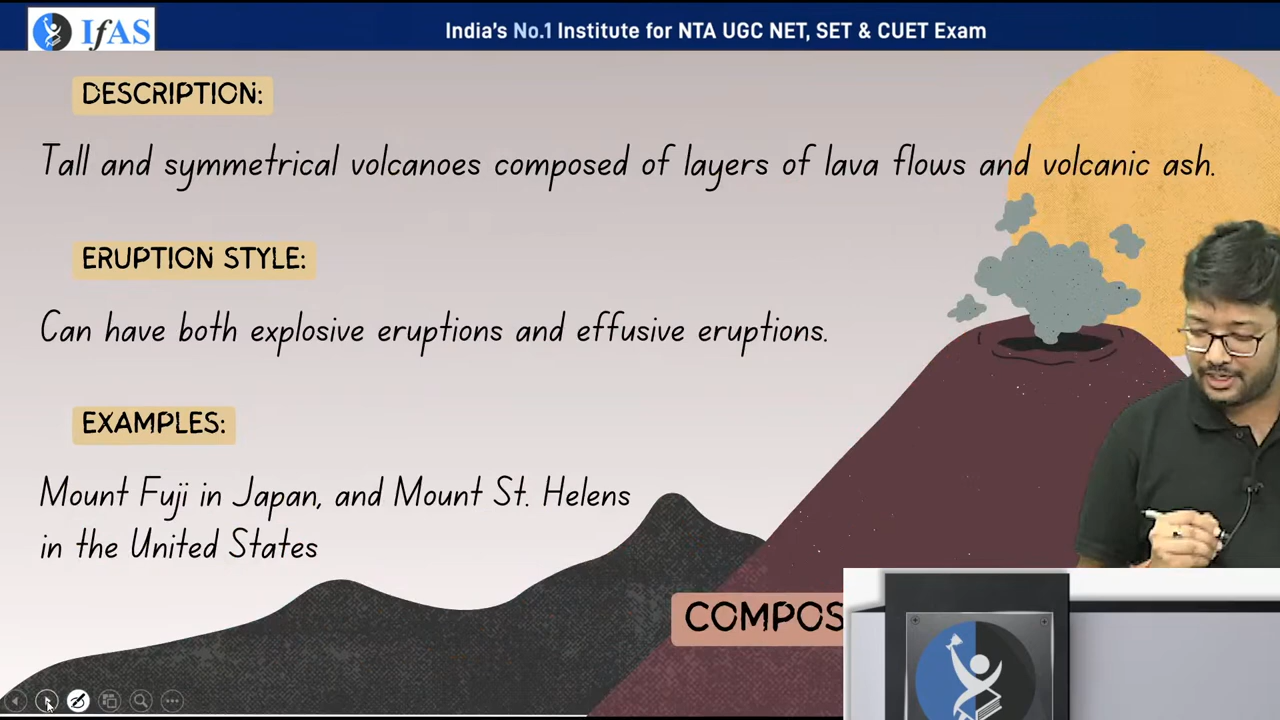 IfAS
India's No.1 Institute for NTA UGC NET, SET & CUET Exam
DESCRIPTION:
Tall and symmetrical volcanoes composed of layers of lava flows and volcanic ash.
ERUPTION STYLE:
Can have both explosive eruptions and effusive eruptions.
EXAMPLES:
Mount Fuji in Japan, and Mount St. Helens
in the United States
COMPOS